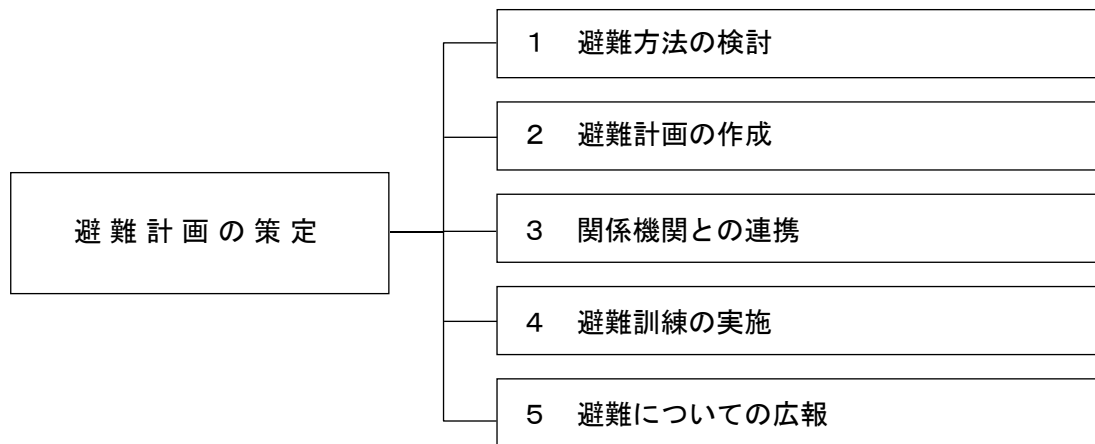 避難計画の策定
１　避難方法の検討
２　避難計画の作成
３　関係機関との連携
４　避難訓練の実施
５　避難についての広報